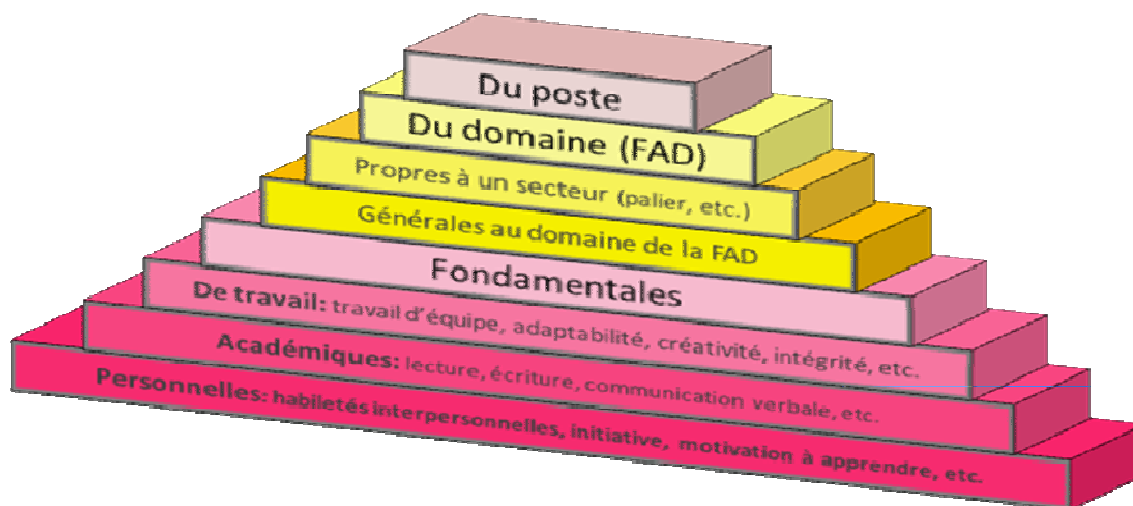 Du poste
Du domaine (FAD)
Propres à un secteur (palier, etc.)
Générales au domaine de la FAD
Fondamentales
De travail: travail d'équipe, adaptabilité, créativité, intégrité, etc.
Académiques: lecture, écriture, communication verbale, etc.
Personnelles: habiletés interpersonnelles, initiative, motivation à apprendre, etc.